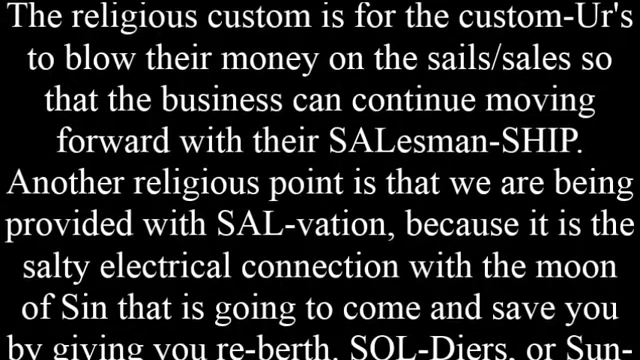 The religious custom is for the custom-Ur's
to blow their money on the sails/sales so
that the business can continue moving
forward with their SALesman-SHIP.
Another religious point is that we are being
provided with SAL-vation, because it is the
salty electrical connection with the moon
of Sin that is going to come and save you
by giving you re-berth. SOL-Diers, or Sun-